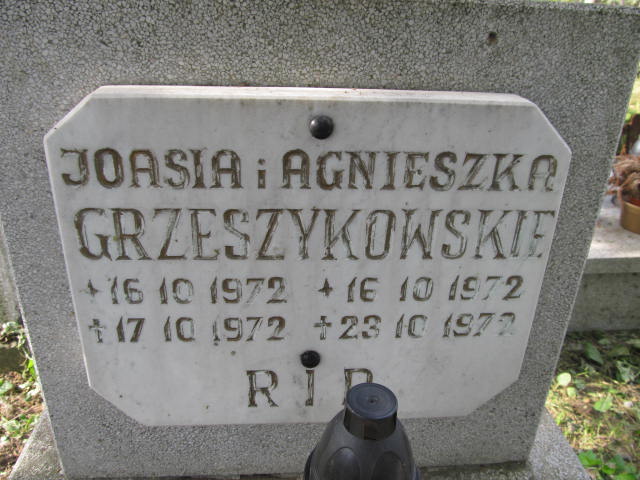 JOASIA i AGNIESZKA
GRZESZYKOWSKIE
* 16 10 1972 * 16 10 1972
† 17 10 1972 † 23 10 1972
R I P